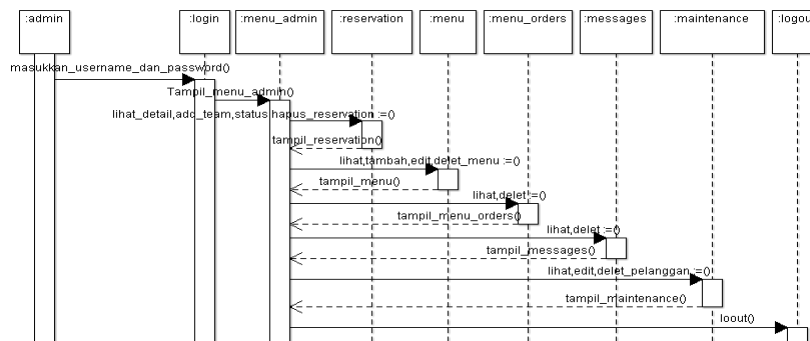 :admin
:login
:menu_admin
:reservation
:menu
:menu_orders
:messages
:maintenance
:logout
masukkan_username_dan_password()
Tampil_menu_admin()
lihat_detail,add_team,status hapus_reservation :=()
tampil_reservation()
lihat,tambah,edit,delet_menu :=()
tampil_menu()
lihat,delet :=()
tampil_menu_orders()
lihat,delet :=()
tampil_messages()
lihat,edit,delet_pelanggan :=()
tampil_maintenance()
loout()